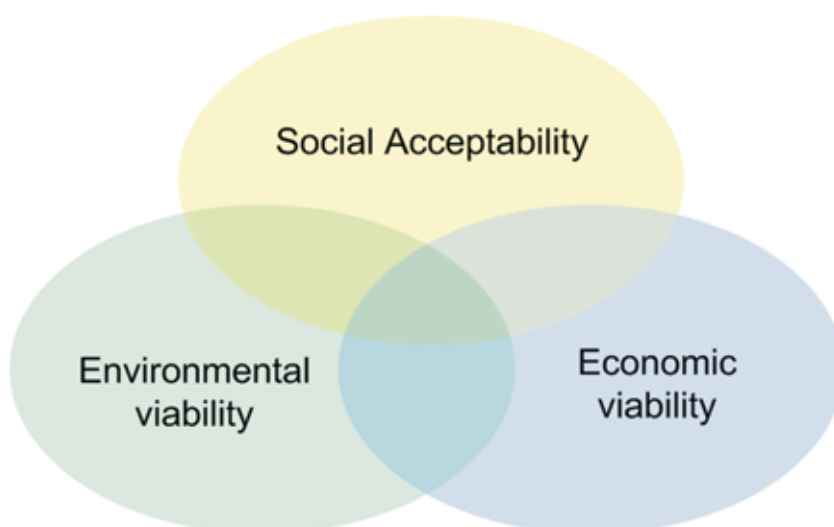 Social Acceptability
Environmental
viability
Economic
viability